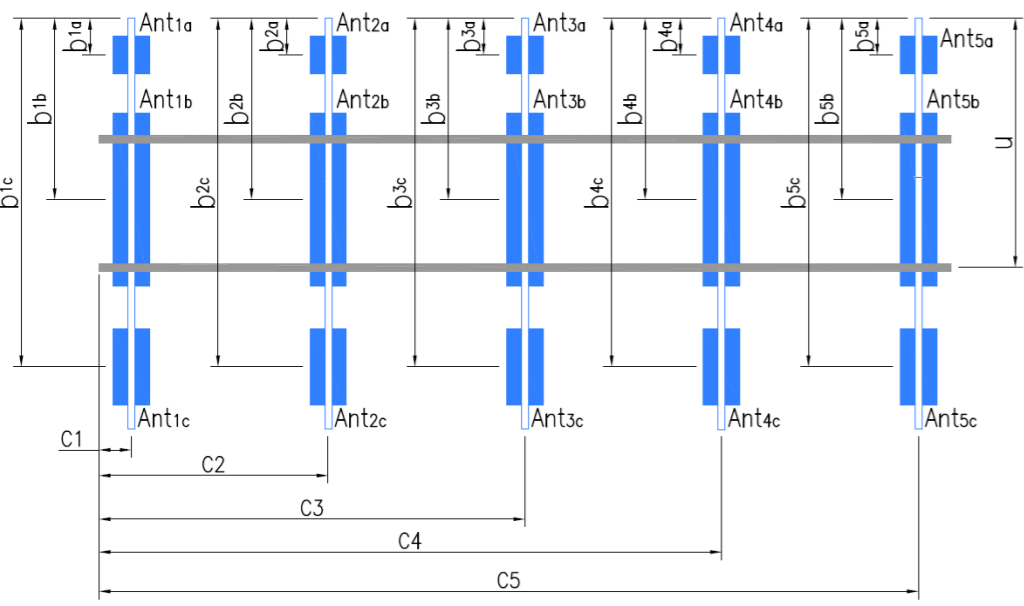 Ant1a
Ant2a
Ant3a
Ant4a
Ant5a
b1a
b2a
b3a
b4a
b5a
Ant1b
Ant2b
Ant3b
Ant4b
Ant5b
b1b
b2b
b3b
b4b
b5b
u
b1c
b2c
b3c
b4c
b5c
Ant1c
Ant2c
Ant3c
Ant4c
Ant5c
C1
C2
C3
C4
C5